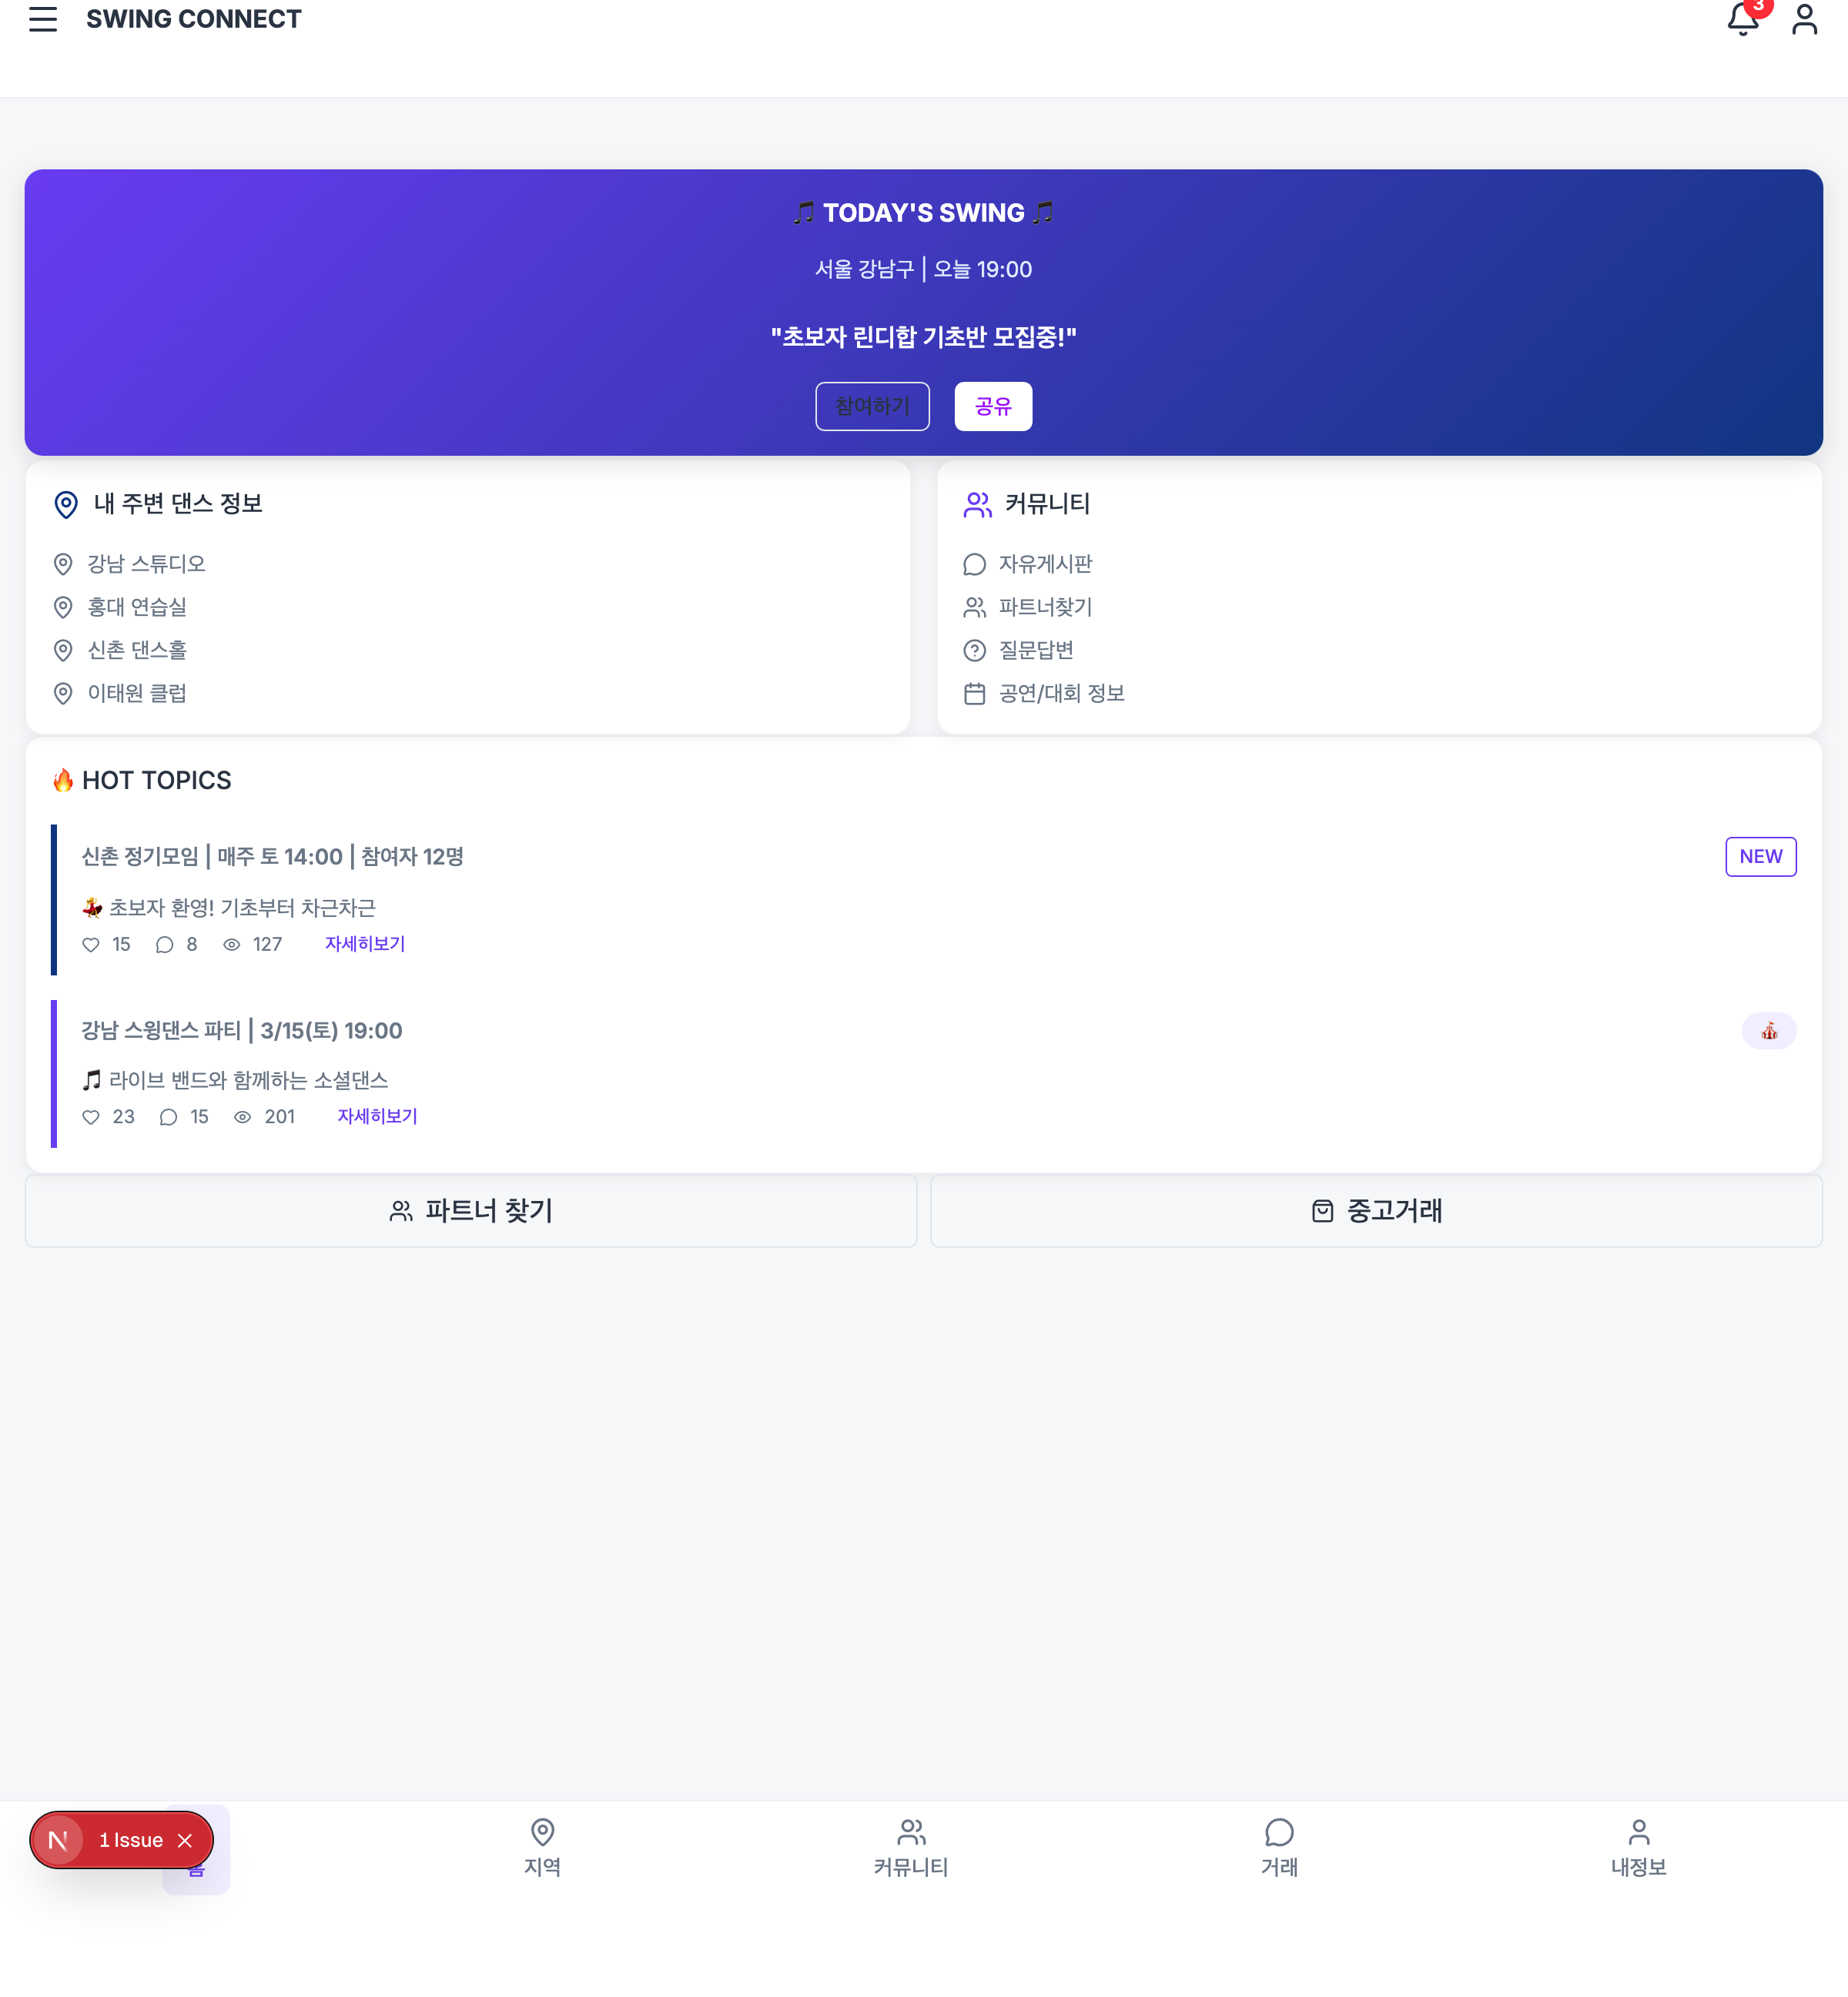 SWING CONNECT
3
🎵 TODAY'S SWING 🎵
서울 강남구 | 오늘 19:00
"초보자 린디합 기초반 모집중!"
참여하기
공유
내 주변 댄스 정보
강남 스튜디오
홍대 연습실
신촌 댄스홀
이태원 클럽
커뮤니티
자유게시판
파트너찾기
질문답변
공연/대회 정보
🔥 HOT TOPICS
신촌 정기모임 | 매주 토 14:00 | 참여자 12명
NEW
💃 초보자 환영! 기초부터 차근차근
15 8 127 자세히보기
강남 스윙댄스 파티 | 3/15(토) 19:00
🎪
🎵 라이브 밴드와 함께하는 소셜댄스
23 15 201 자세히보기
파트너 찾기
중고거래
N 1 Issue
홈
지역
커뮤니티
거래
내정보